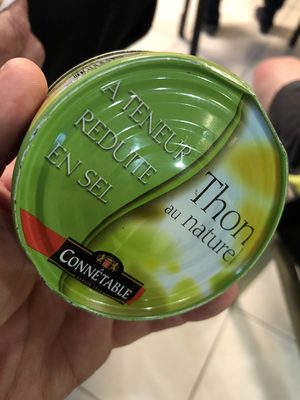 A TENEUR
RÉDUITE
EN SEL
Thon
au nature
CONNÉTABLE